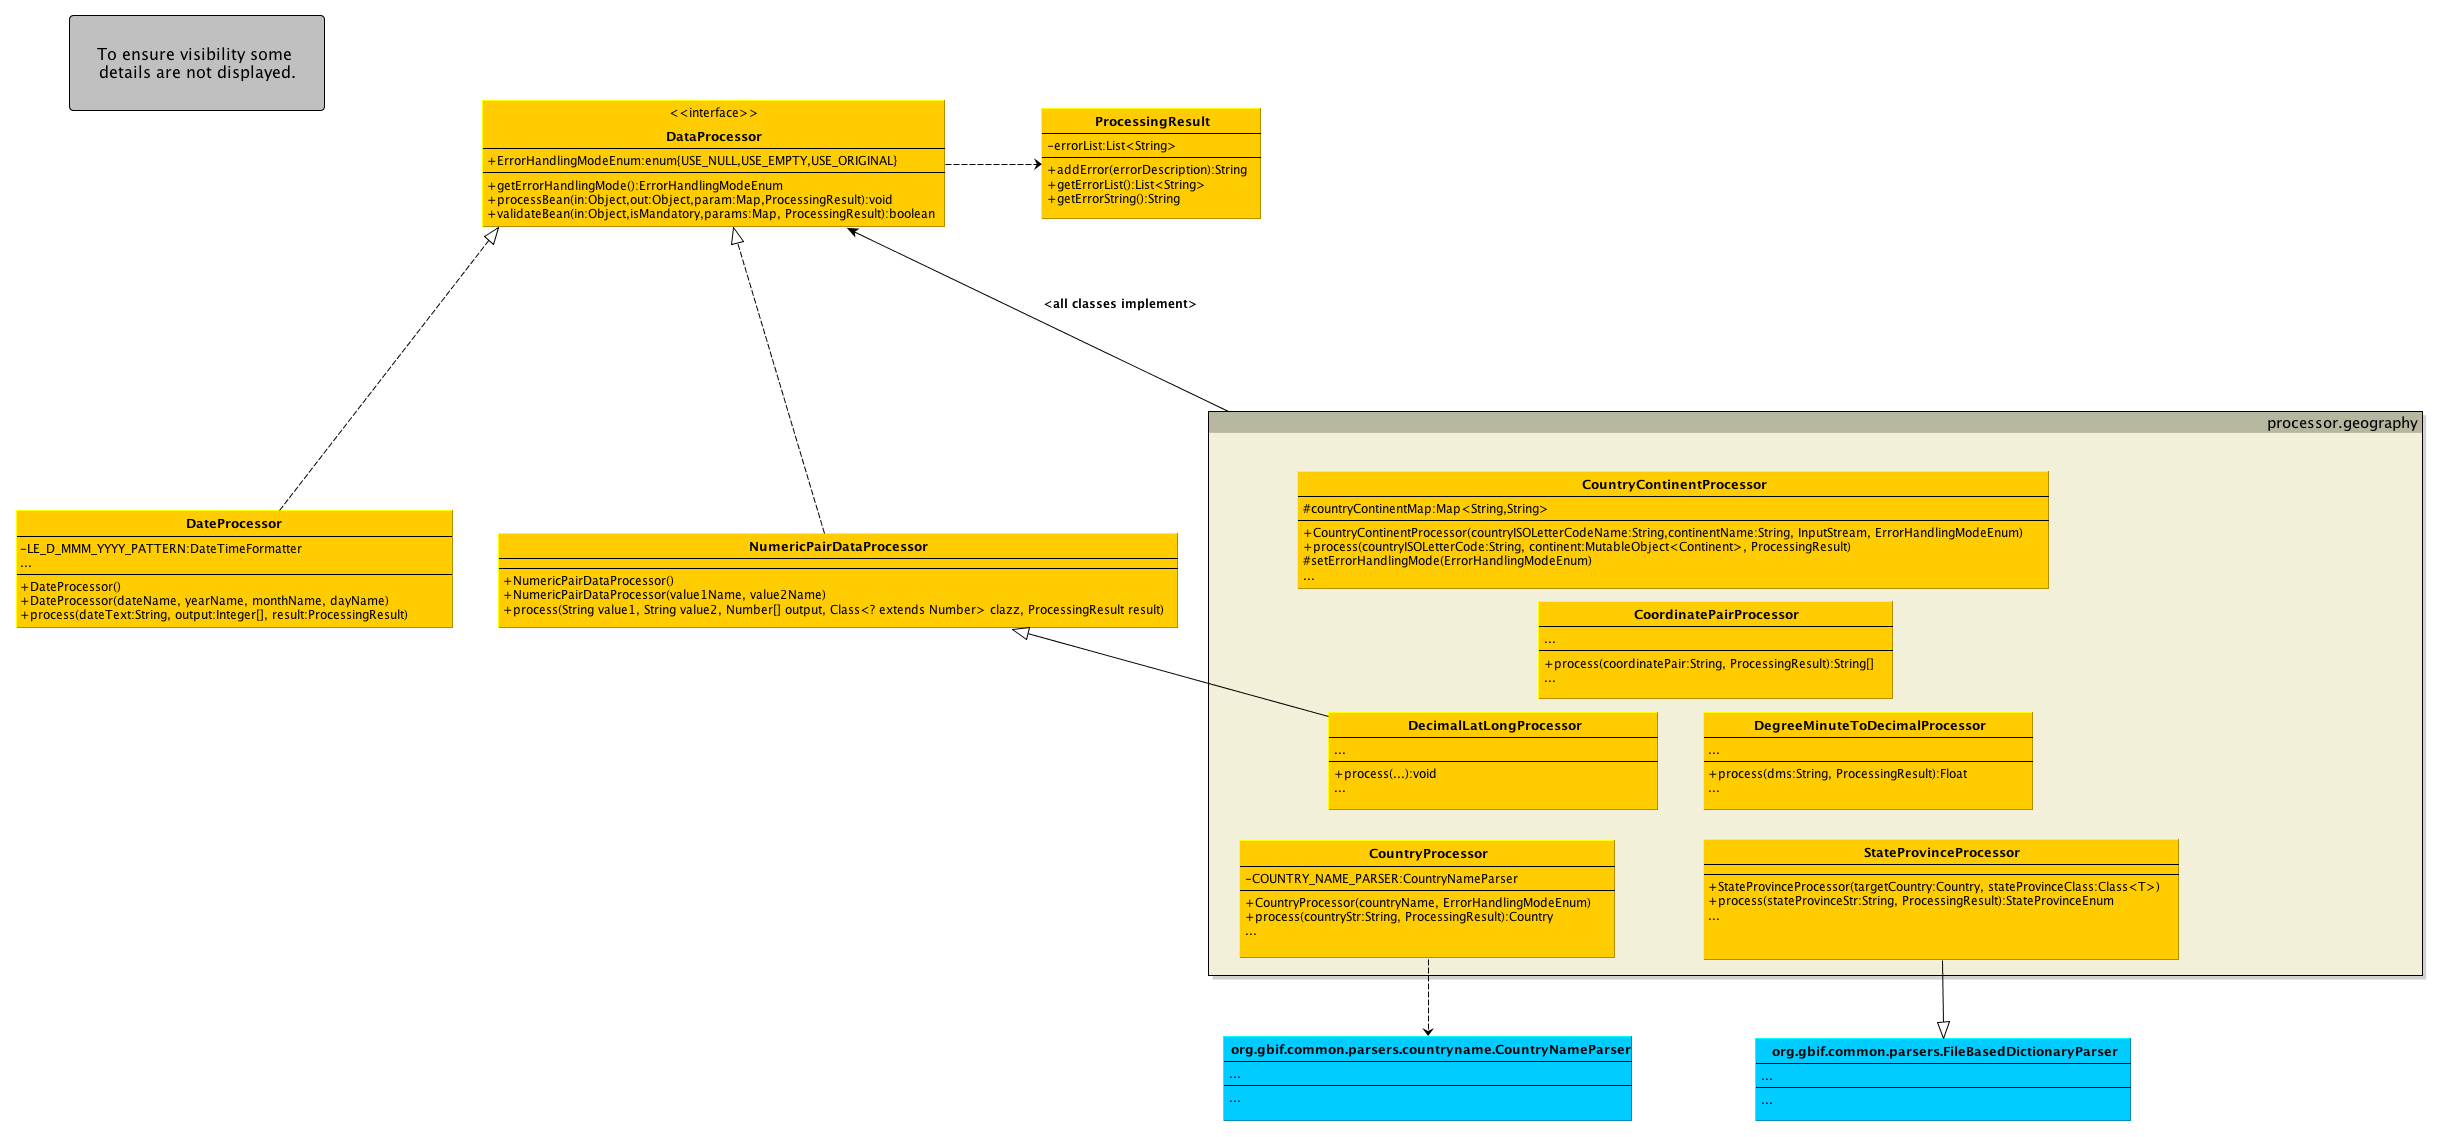 To ensure visibility some
details are not displayed.
<<interface>>
DataProcessor
+ErrorHandlingModeEnum:enum{USE_NULL,USE_EMPTY,USE_ORIGINAL}
+getErrorHandlingMode():ErrorHandlingModeEnum
+processBean(in:Object,out:Object,param:Map,ProcessingResult):void
+validateBean(in:Object,isMandatory,params:Map, ProcessingResult):boolean
ProcessingResult
-errorList:List<String>
+addError(errorDescription):String
+getErrorList():List<String>
+getErrorString():String
<all classes implement>
processor.geography
DateProcessor
-LE_D_MMM_YYYY_PATTERN:DateTimeFormatter
...
+DateProcessor()
+DateProcessor(dateName, yearName, monthName, dayName)
+process(dateText:String, output:Integer[], result:ProcessingResult)
NumericPairDataProcessor
+NumericPairDataProcessor()
+NumericPairDataProcessor(value1Name, value2Name)
+process(String value1, String value2, Number[] output, Class<? extends Number> clazz, ProcessingResult result)
CountryContinentProcessor
#countryContinentMap:Map<String,String>
+CountryContinentProcessor(countryISOLetterCodeName:String,continentName:String, InputStream, ErrorHandlingModeEnum)
+process(countryISOLetterCode:String, continent:MutableObject<Continent>, ProcessingResult)
#setErrorHandlingMode(ErrorHandlingModeEnum)
...
CoordinatePairProcessor
...
+process(coordinatePair:String, ProcessingResult):String[]
...
DecimalLatLongProcessor
...
+process(...):void
...
DegreeMinuteToDecimalProcessor
...
+process(dms:String, ProcessingResult):Float
...
CountryProcessor
-COUNTRY_NAME_PARSER:CountryNameParser
+CountryProcessor(countryName, ErrorHandlingModeEnum)
+process(countryStr:String, ProcessingResult):Country
...
StateProvinceProcessor
+StateProvinceProcessor(targetCountry:Country, stateProvinceClass:Class<T>)
+process(stateProvinceStr:String, ProcessingResult):StateProvinceEnum
...
org.gbif.common.parsers.countryname.CountryNameParser
...
...
org.gbif.common.parsers.FileBasedDictionaryParser
...
...